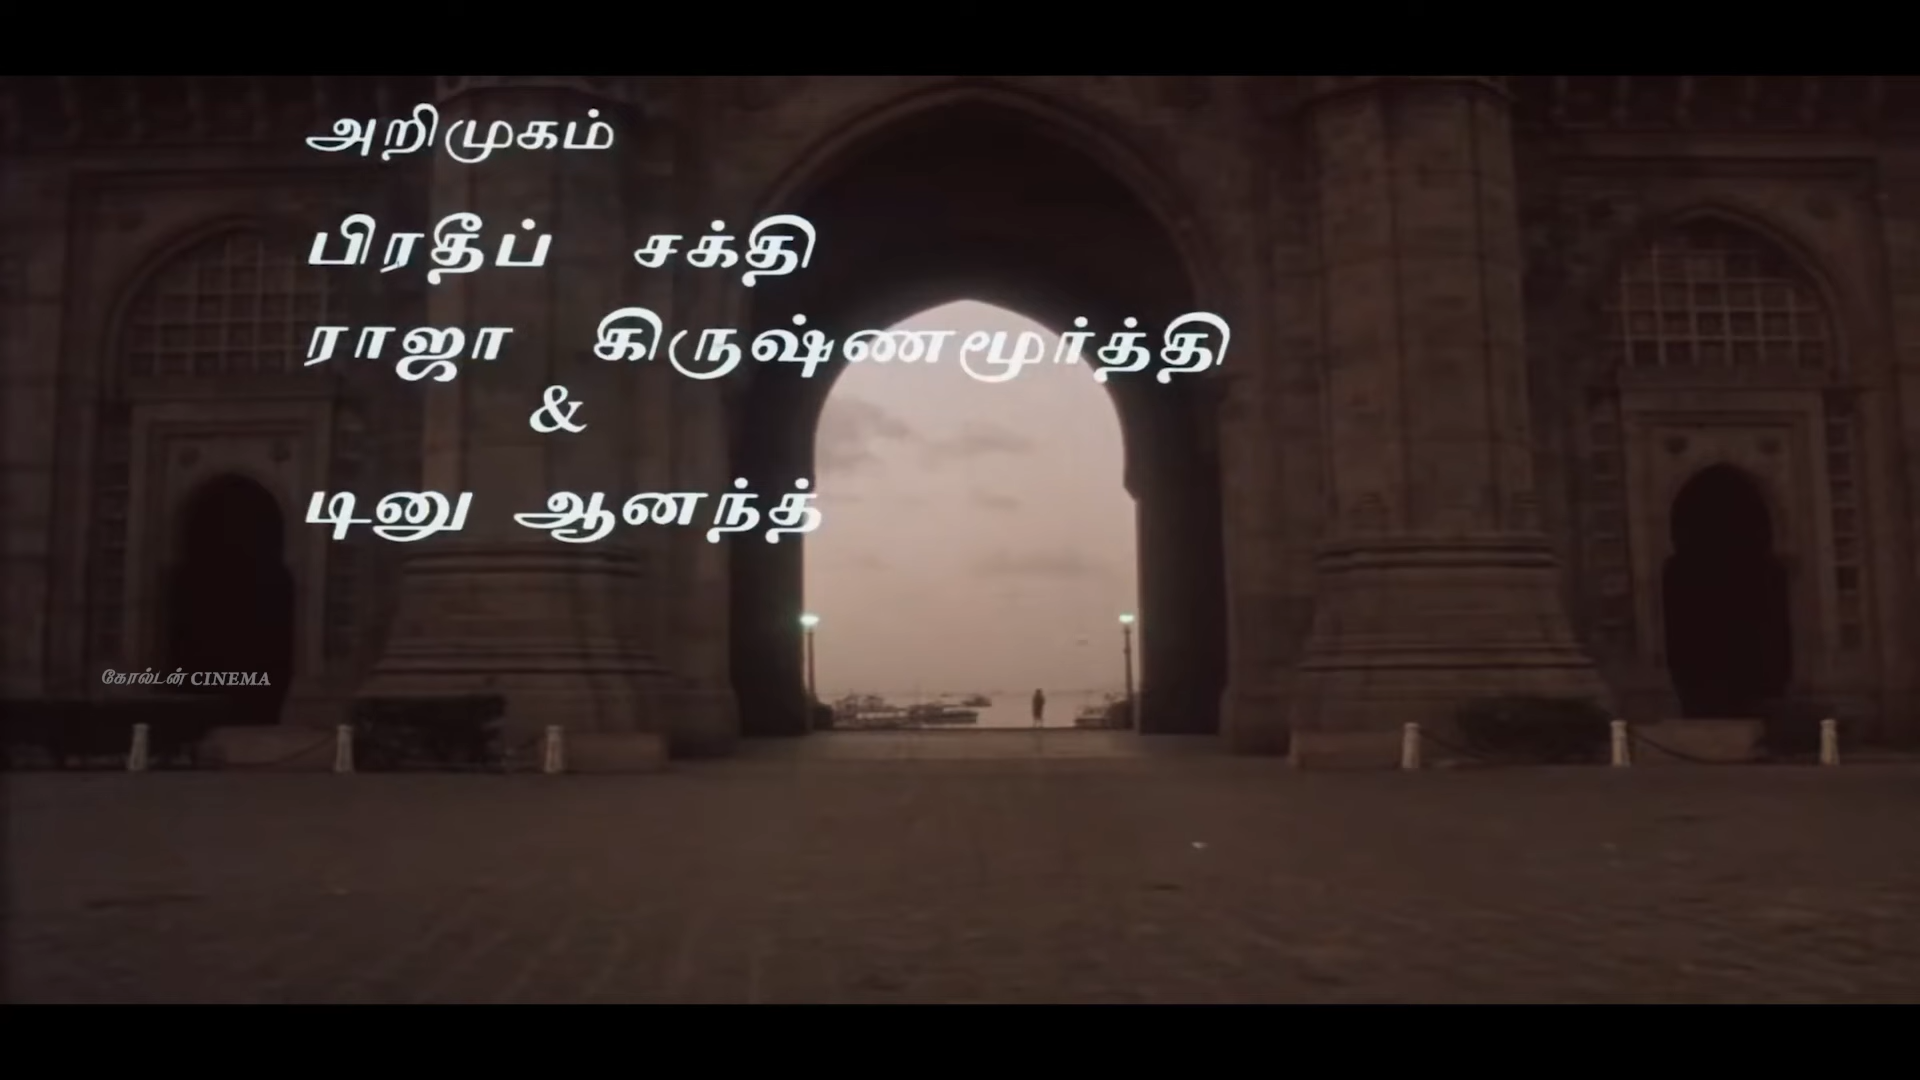 அறிமுகம்
பிரதீப் சக்தி
ராஜா கிருஷ்ணமூர்த்தி
&
டினு ஆனந்த்
கோல்டன் CINEMA